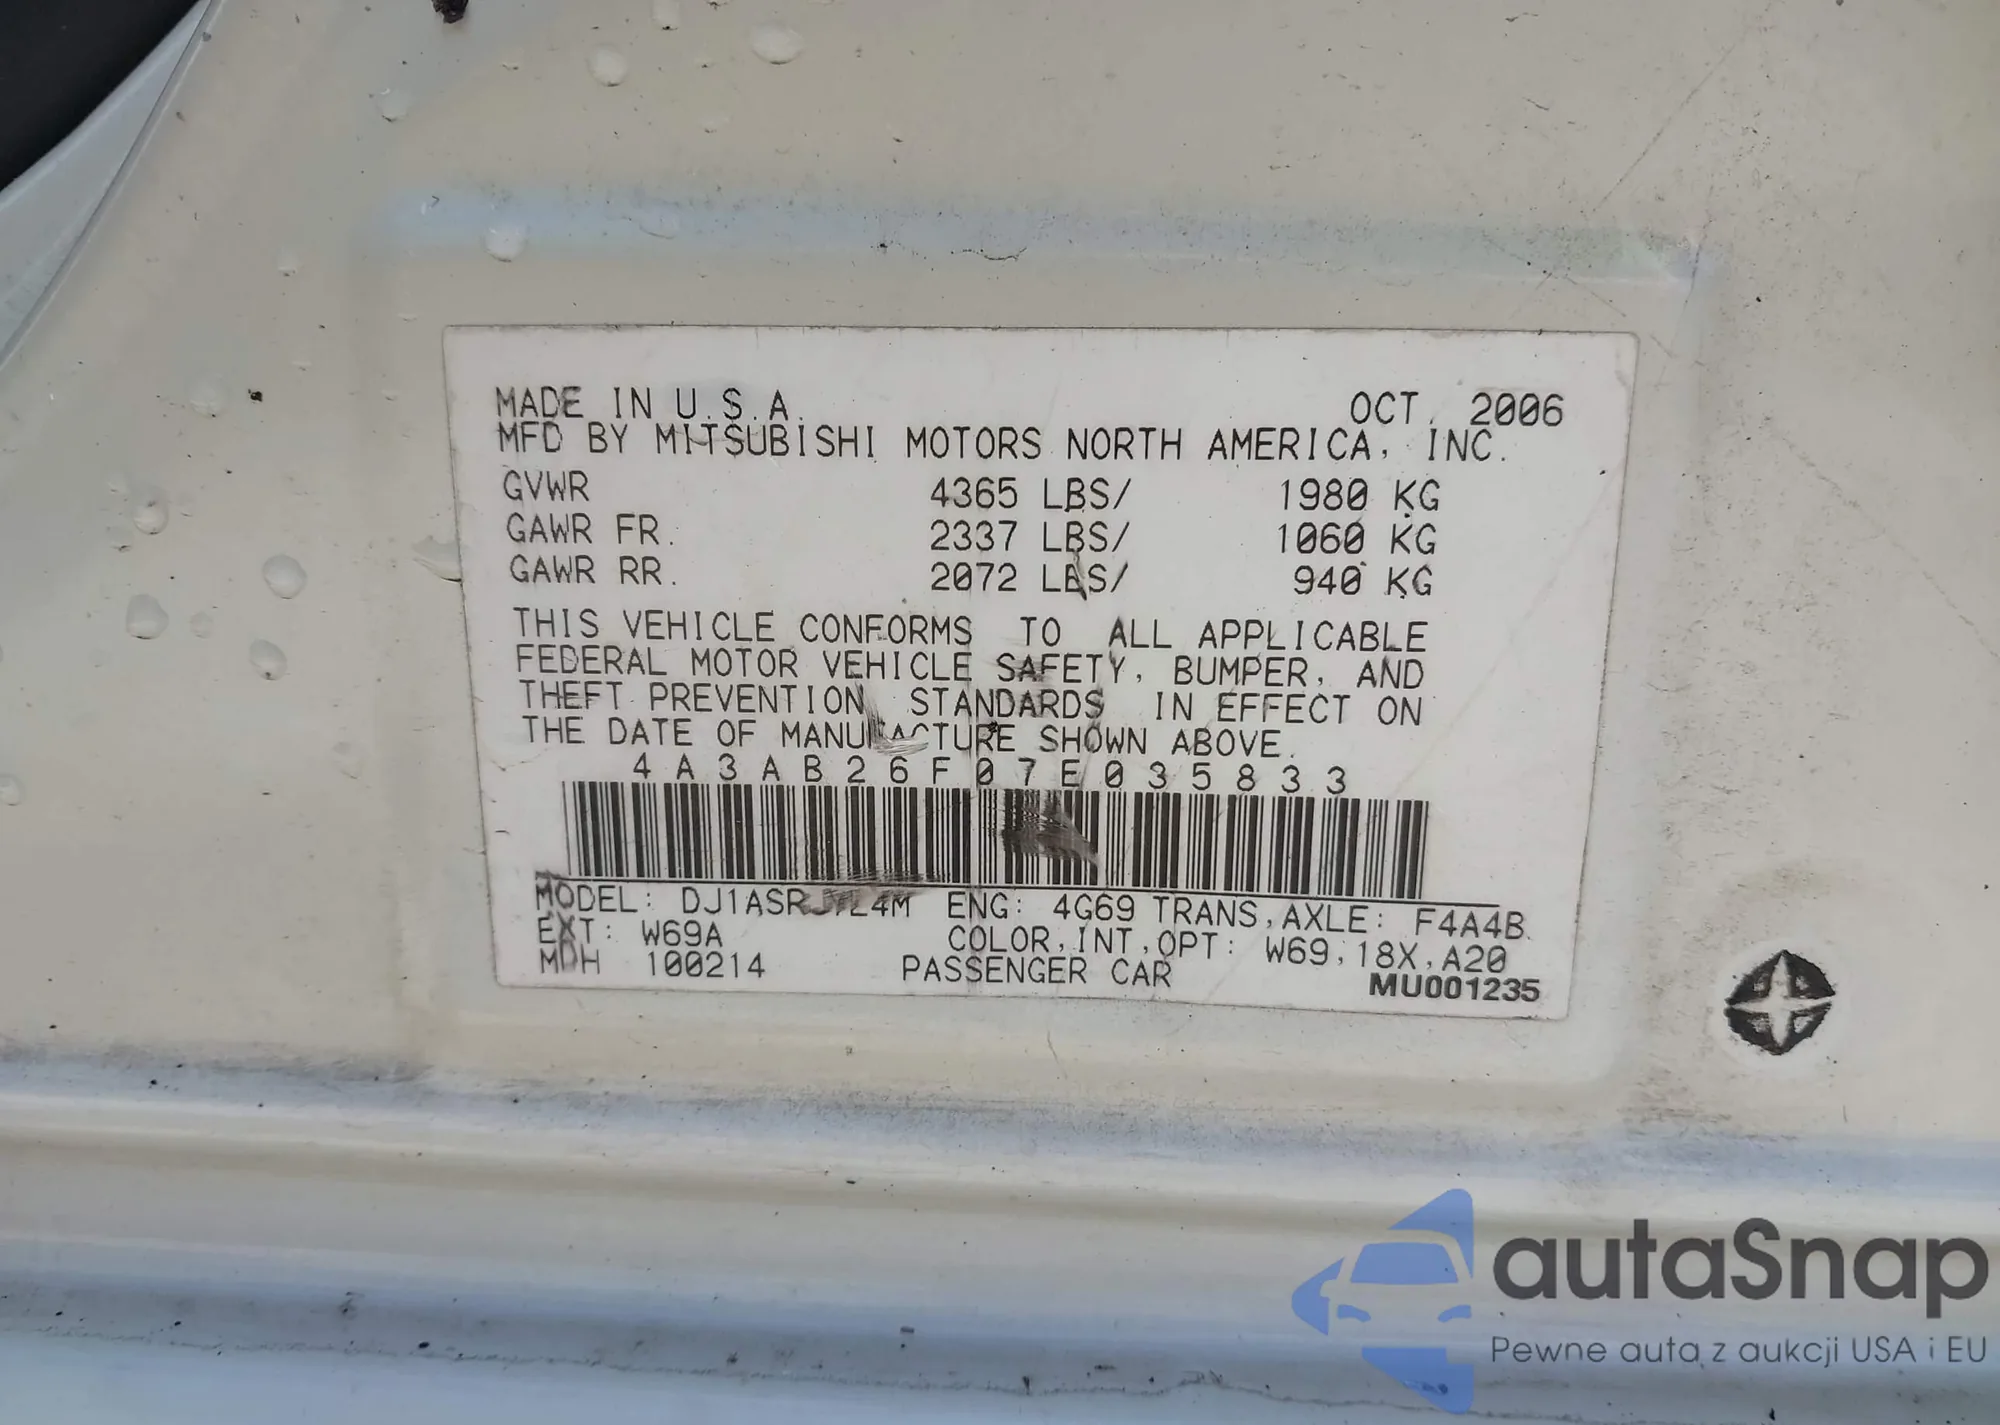 MADE IN U.S.A. OCT. 2006
MFD BY MITSUBISHI MOTORS NORTH AMERICA, INC.
GVWR 4365 LBS/ 1980 KG
GAWR FR. 2337 LBS/ 1060 KG
GAWR RR. 2072 LBS/ 940 KG
THIS VEHICLE CONFORMS TO ALL APPLICABLE
FEDERAL MOTOR VEHICLE SAFETY, BUMPER, AND
THEFT PREVENTION STANDARDS IN EFFECT ON
THE DATE OF MANUFACTURE SHOWN ABOVE.
4A3AB26F07E035833
MODEL: ENG: 4G69 TRANS,AXLE: F4A4B
EXT: W69A COLOR,INT,OPT: W69,18X,A20
MDH 100214 PASSENGER CAR MU001235
autaSnap
Pewne auta z aukcji USA i EU